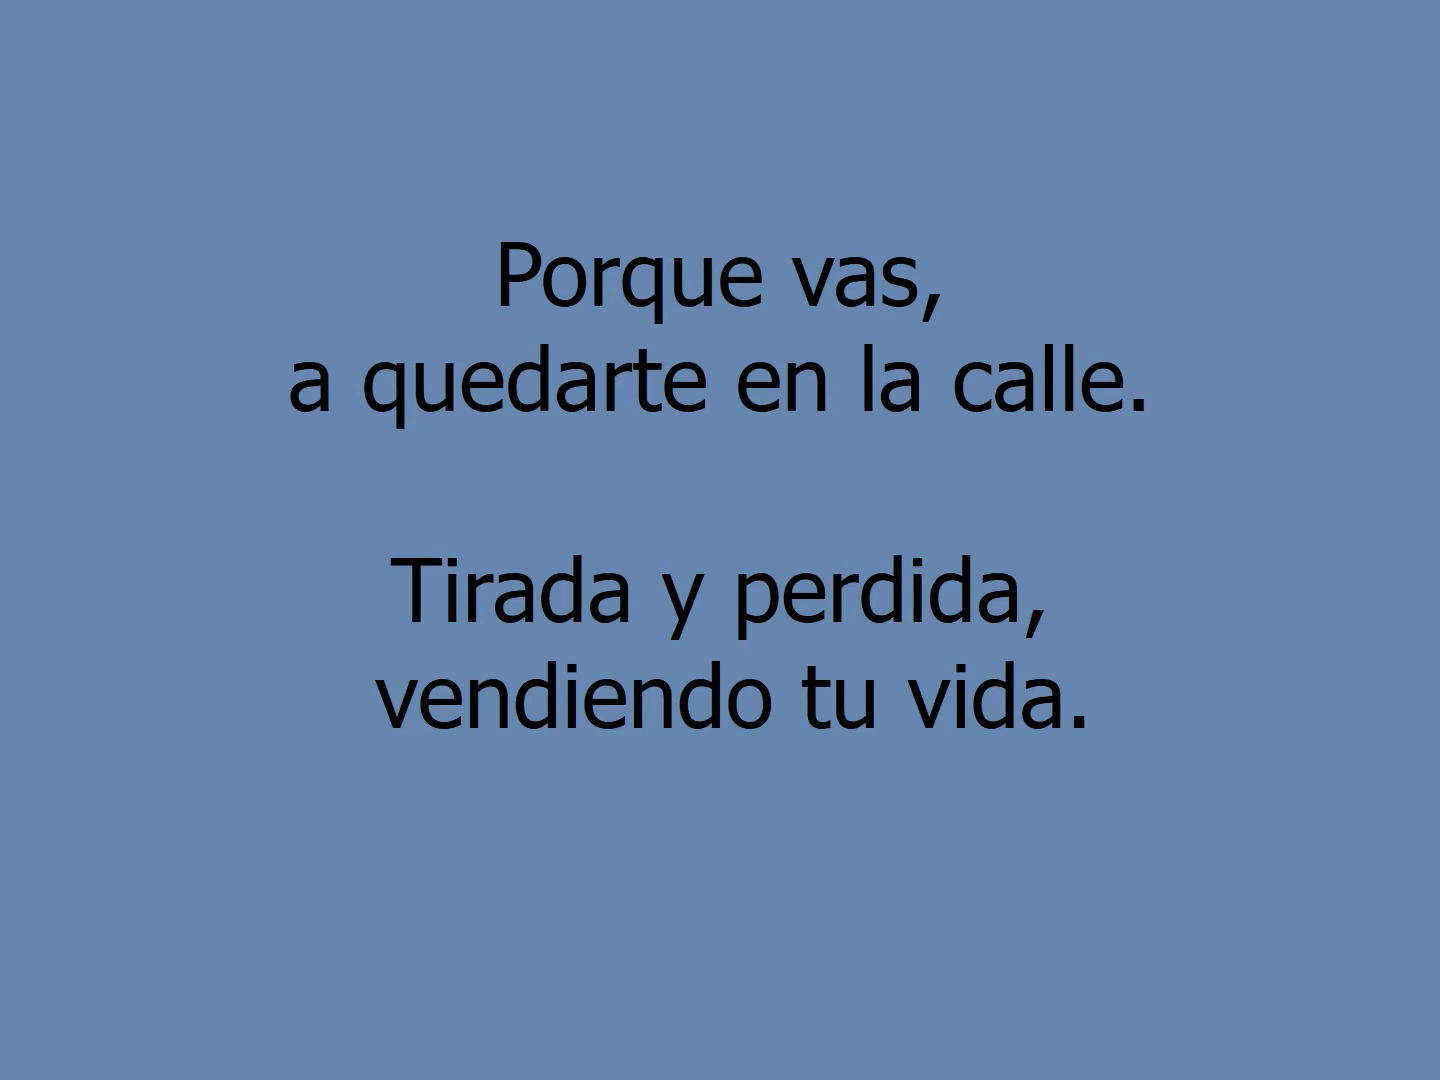 Porque vas,
a quedarte en la calle.
Tirada y perdida,
vendiendo tu vida.